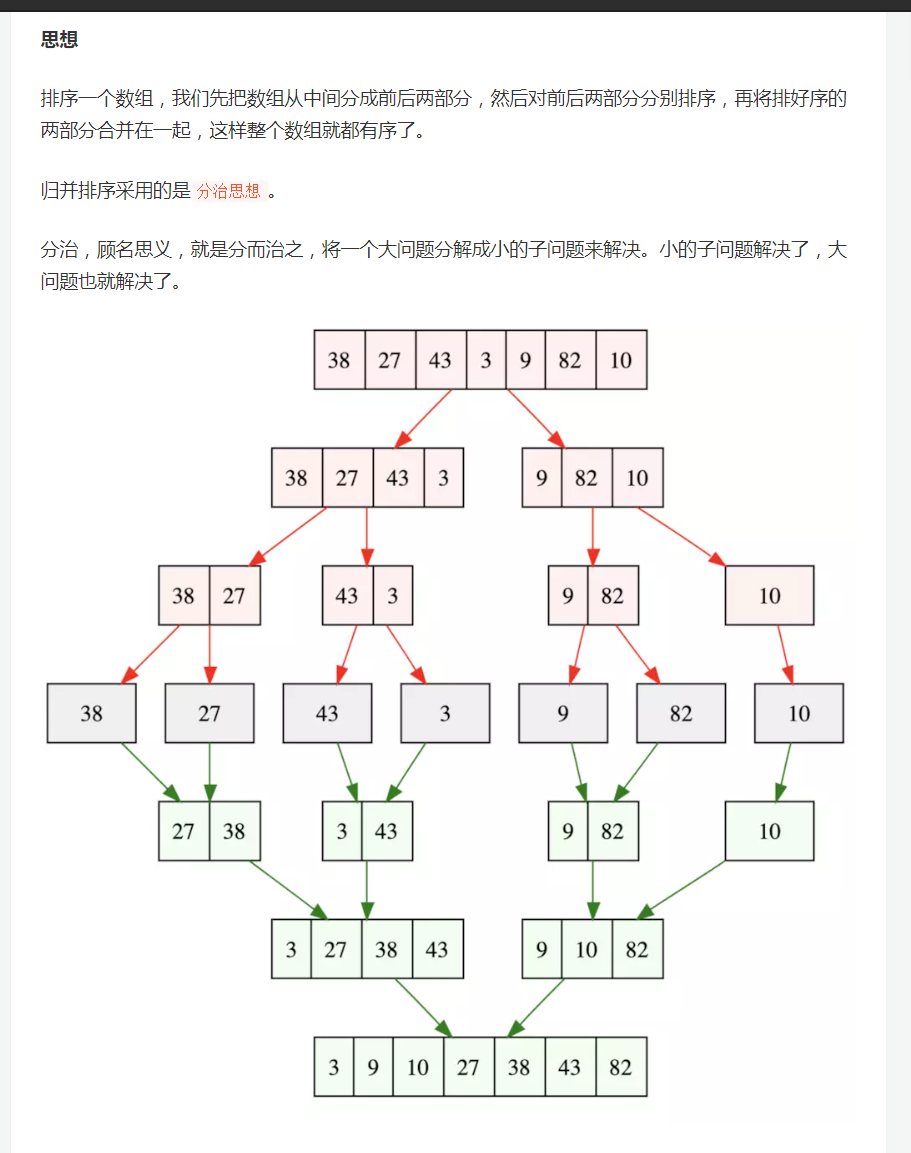 思想
排序一个数组，我们先把数组从中间分成前后两部分，然后对前后两部分分别排序，再将排好序的
两部分合并在一起，这样整个数组就都有序了。
归并排序采用的是 分治思想 。
分治，顾名思义，就是分而治之，将一个大问题分解成小的子问题来解决。小的子问题解决了，大
问题也就解决了。
38 27 43 3 9 82 10
38 27 43 3 9 82 10
38 27 43 3 9 82 10
38 27 43 3 9 82 10
27 38 3 43 9 82 10
3 27 38 43 9 10 82
3 9 10 27 38 43 82